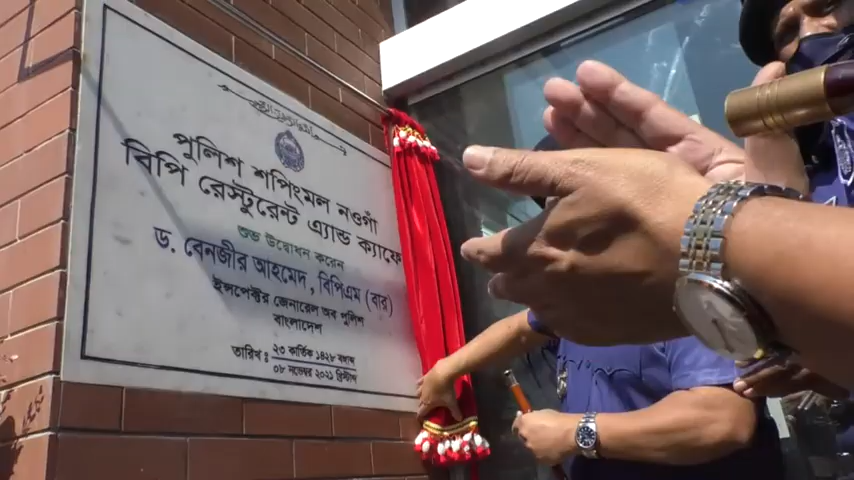 পুলিশ শপিংমল নওগাঁ
বিপি রেস্টুরেন্ট এ্যান্ড ক্যাফে
শুভ উদ্বোধন করেন
ড. বেনজীর আহমেদ, বিপিএম (বার)
ইন্সপেক্টর জেনারেল অব পুলিশ
বাংলাদেশ
তারিখ : ২৩ কার্তিক ১৪২৮ বঙ্গাব্দ
০৮ নভেম্বর ২০২১ খ্রিস্টাব্দ